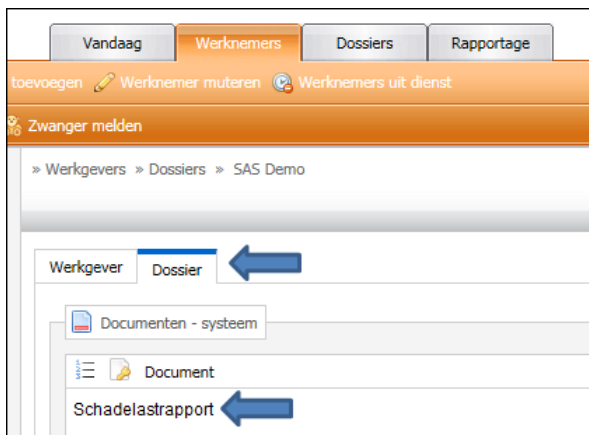 Vandaag Werknemers Dossiers Rapportage
toevoegen Werknemer muteren Werknemers uit dienst
Zwanger melden
» Werkgevers » Dossiers » SAS Demo
Werkgever Dossier
Documenten - systeem
Document
Schadelastrapport